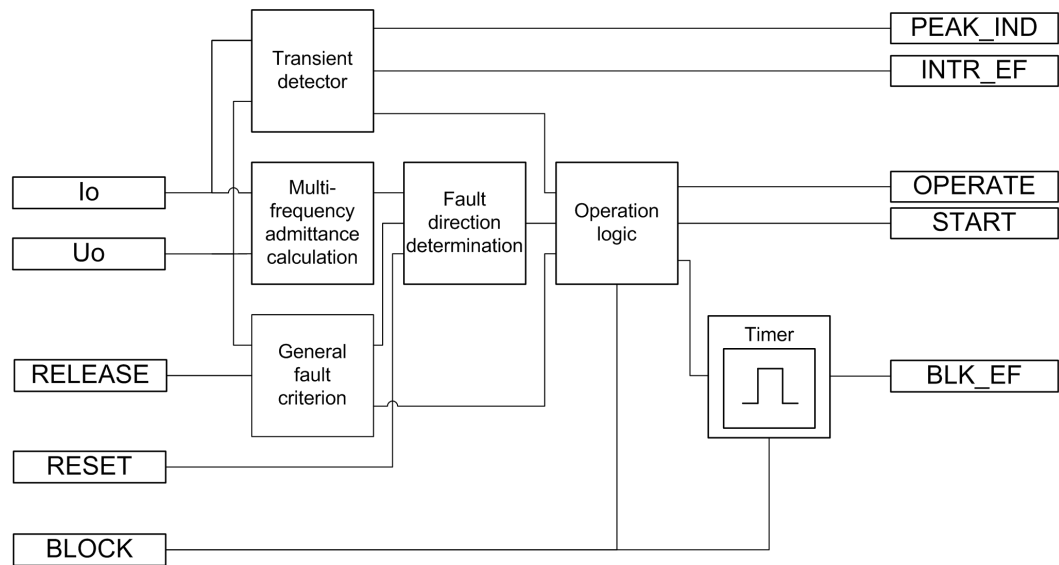 Transient
detector
PEAK_IND
INTR_EF
Io
Uo
Multi-
frequency
admittance
calculation
Fault
direction
determination
Operation
logic
OPERATE
START
RELEASE
General
fault
criterion
Timer
BLK_EF
RESET
BLOCK